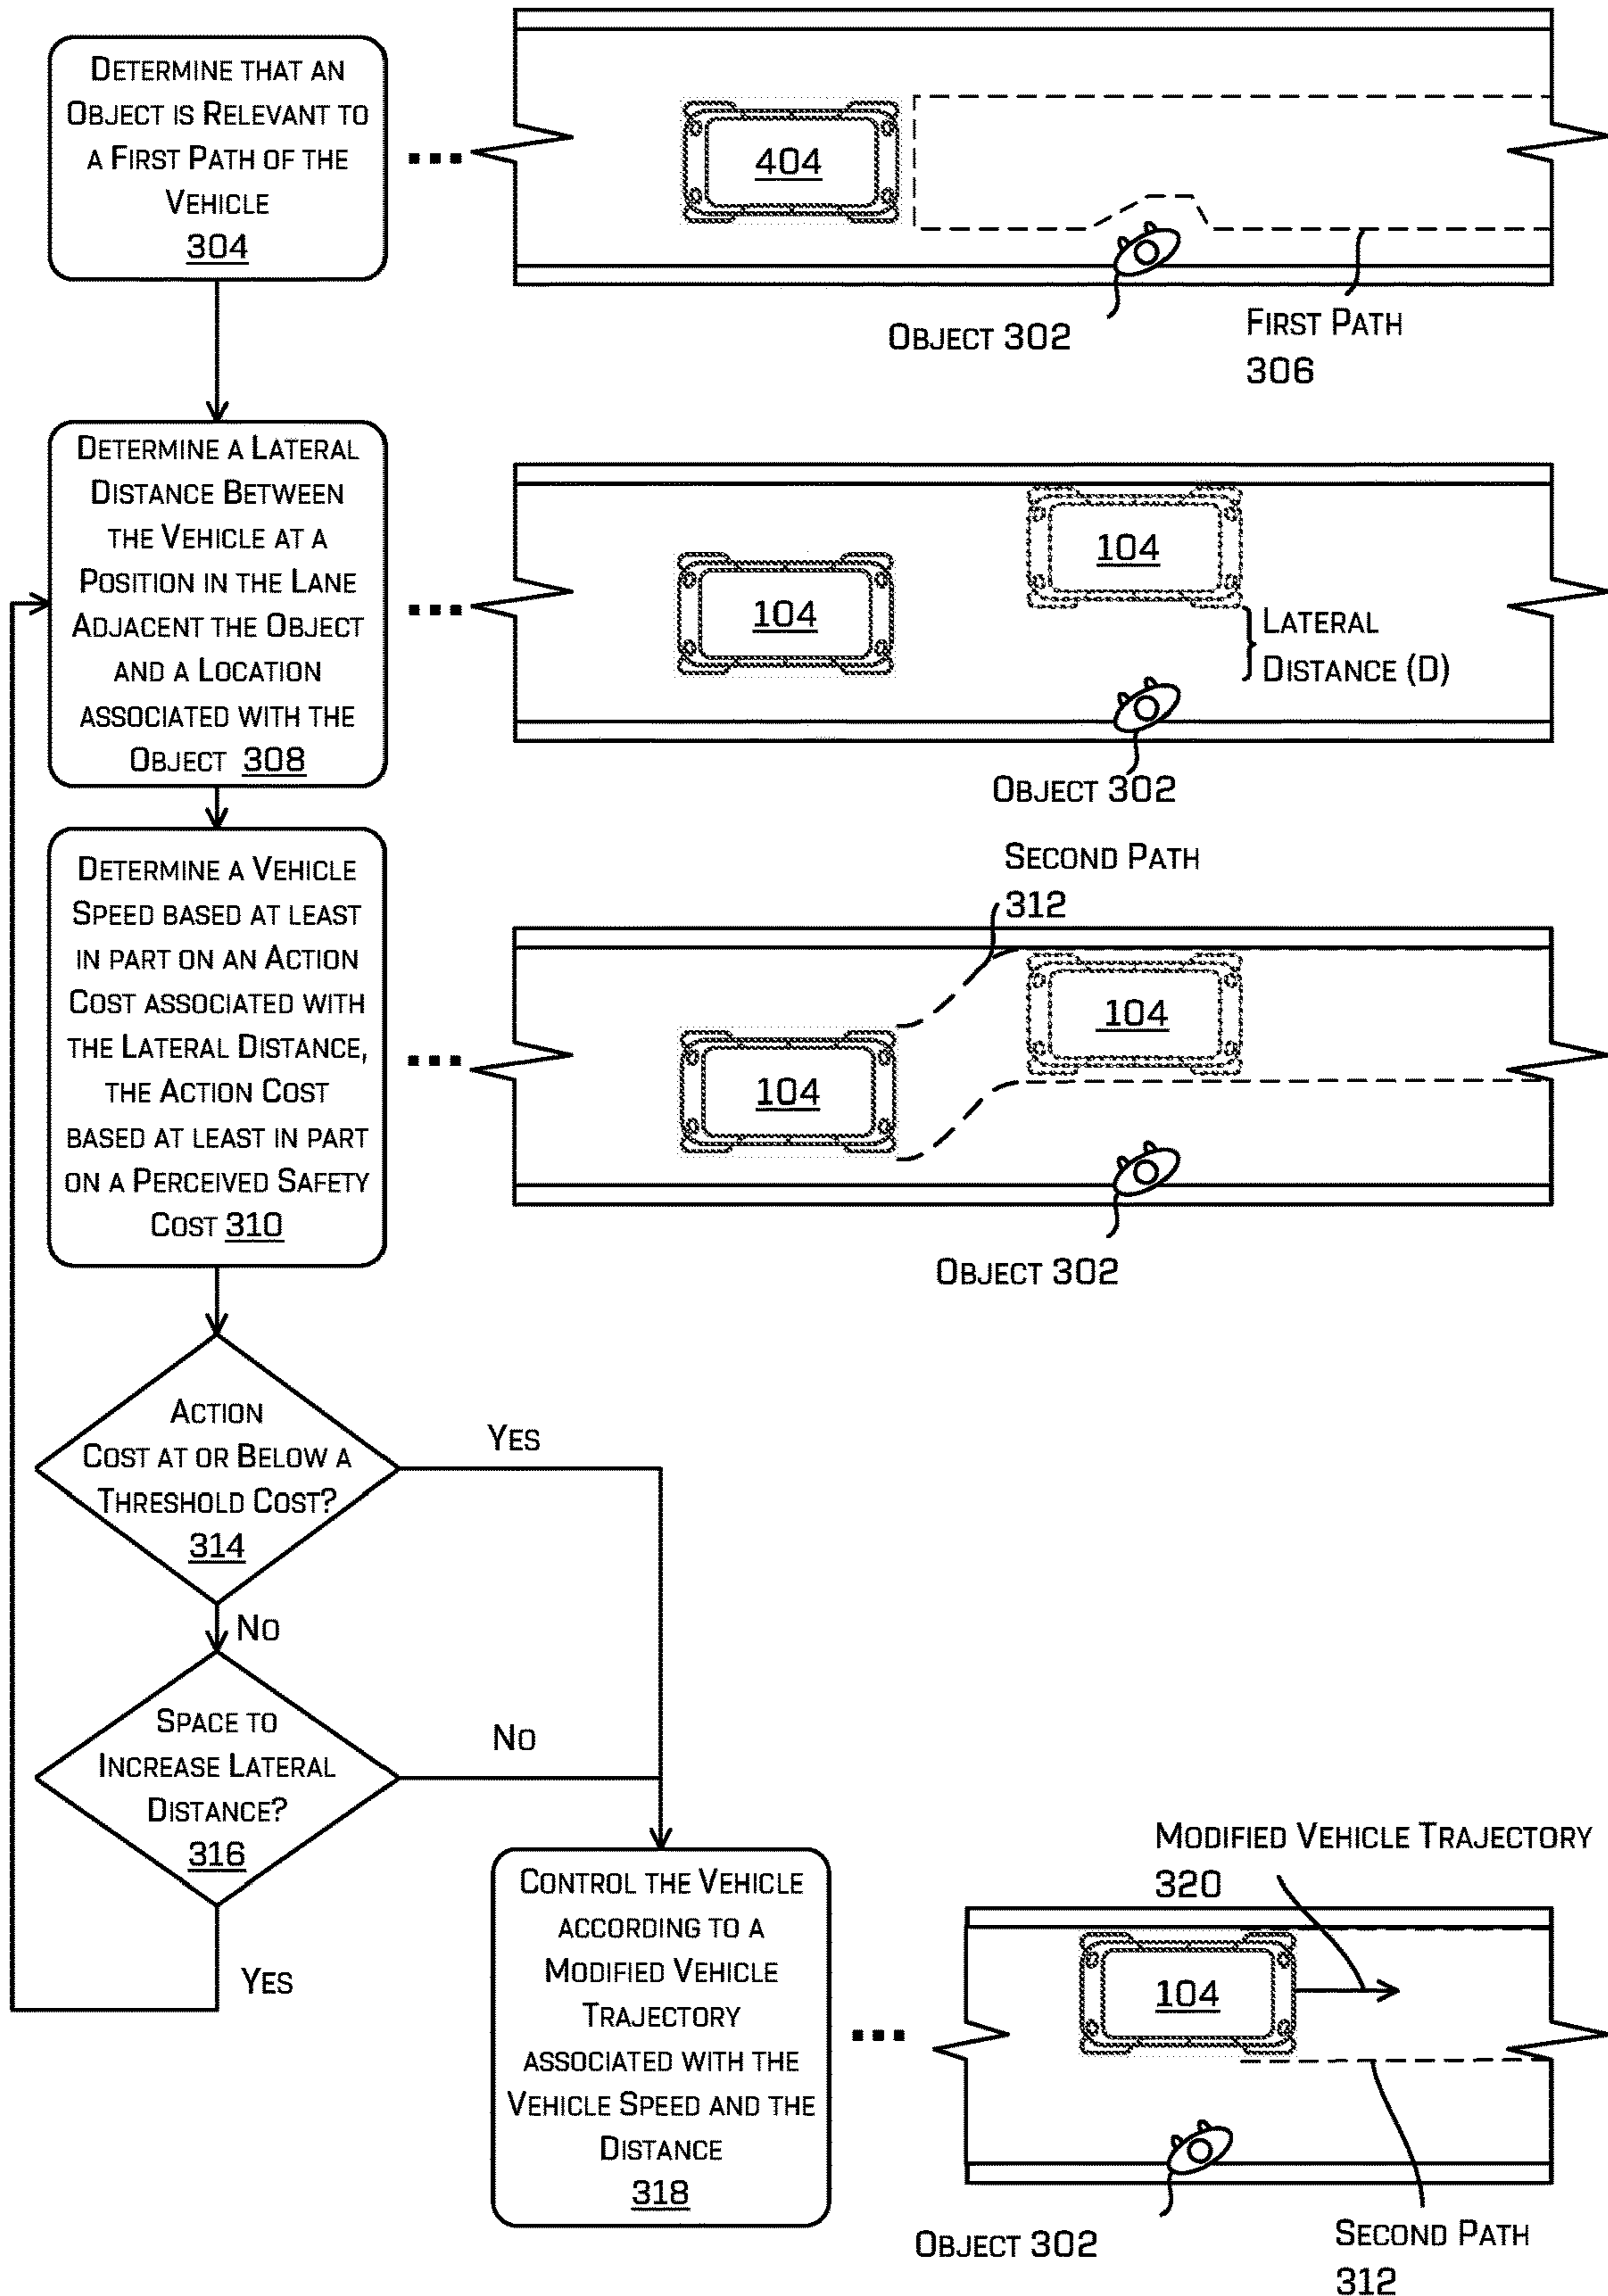 DETERMINE THAT AN
OBJECT IS RELEVANT TO
A FIRST PATH OF THE
VEHICLE
304
404
OBJECT 302
FIRST PATH
306
DETERMINE A LATERAL
DISTANCE BETWEEN
THE VEHICLE AT A
POSITION IN THE LANE
ADJACENT THE OBJECT
AND A LOCATION
ASSOCIATED WITH THE
OBJECT 308
104
104
LATERAL
DISTANCE (D)
OBJECT 302
DETERMINE A VEHICLE
SPEED BASED AT LEAST
IN PART ON AN ACTION
COST ASSOCIATED WITH
THE LATERAL DISTANCE,
THE ACTION COST
BASED AT LEAST IN PART
ON A PERCEIVED SAFETY
COST 310
SECOND PATH
312
104
104
OBJECT 302
ACTION
COST AT OR BELOW A
THRESHOLD COST?
314
YES
NO
SPACE TO
INCREASE LATERAL
DISTANCE?
316
NO
YES
CONTROL THE VEHICLE
ACCORDING TO A
MODIFIED VEHICLE
TRAJECTORY
ASSOCIATED WITH THE
VEHICLE SPEED AND THE
DISTANCE
318
MODIFIED VEHICLE TRAJECTORY
320
104
OBJECT 302
SECOND PATH
312